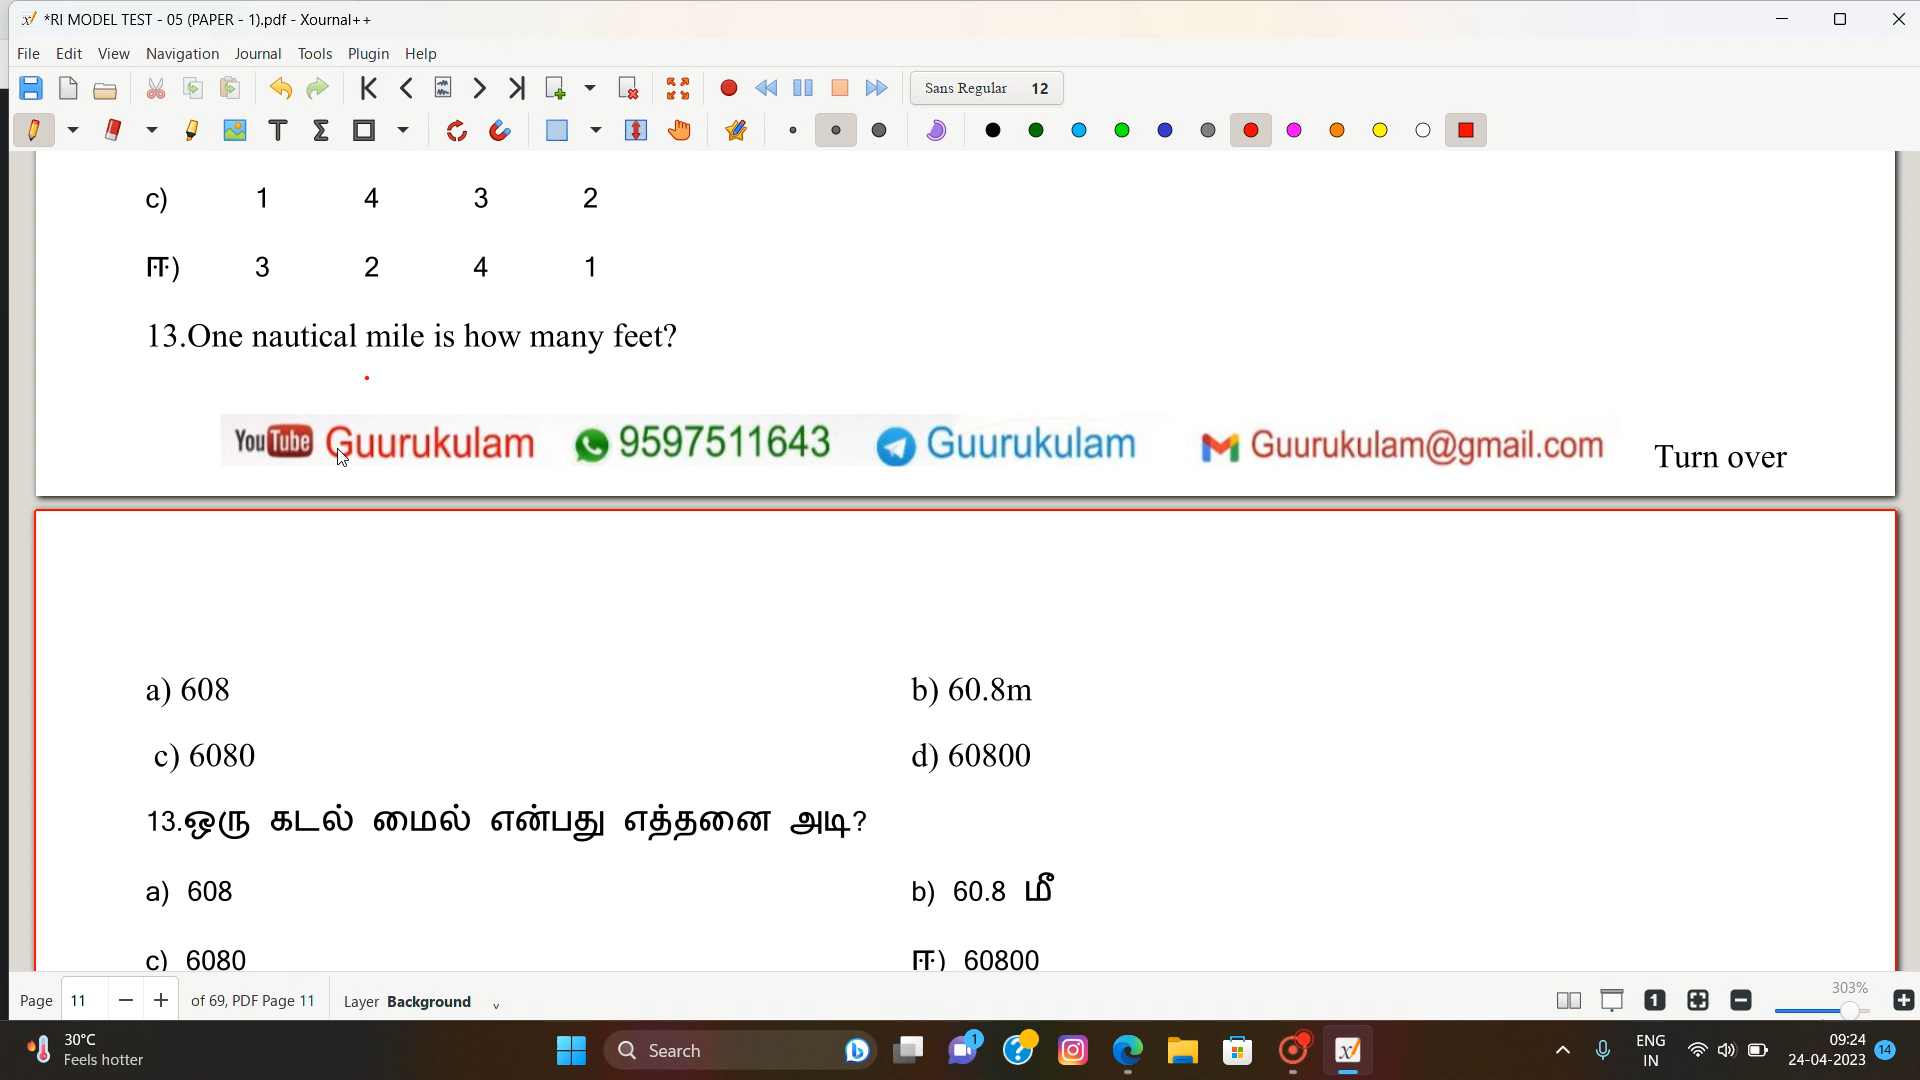 *RI MODEL TEST - 05 (PAPER - 1).pdf - Xournal++
File Edit View Navigation Journal Tools Plugin Help
Sans Regular 12
c) 1 4 3 2
ஈ) 3 2 4 1
13.One nautical mile is how many feet?
YouTube Guurukulam 9597511643 Guurukulam Guurukulam@gmail.com Turn over
a) 608 b) 60.8m
c) 6080 d) 60800
13.ஒரு கடல் மைல் என்பது எத்தனை அடி?
a) 608 b) 60.8 மீ
c) 6080 ஈ) 60800
Page 11 of 69, PDF Page 11 Layer Background 303%
30°C
Feels hotter
Search
1
ENG
IN
09:24
24-04-2023
14